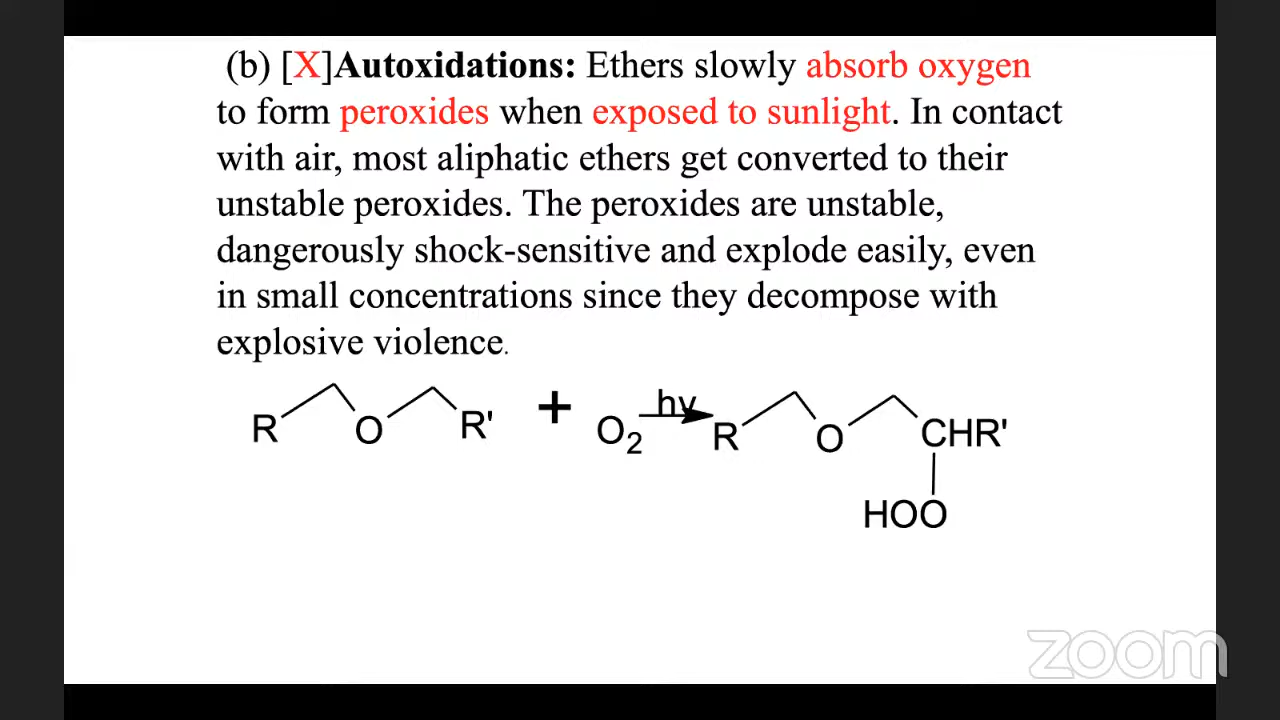 (b) [X]Autoxidations: Ethers slowly absorb oxygen
to form peroxides when exposed to sunlight. In contact
with air, most aliphatic ethers get converted to their
unstable peroxides. The peroxides are unstable,
dangerously shock-sensitive and explode easily, even
in small concentrations since they decompose with
explosive violence.
R O R' + O2 hv R O CHR'
HOO
zoom